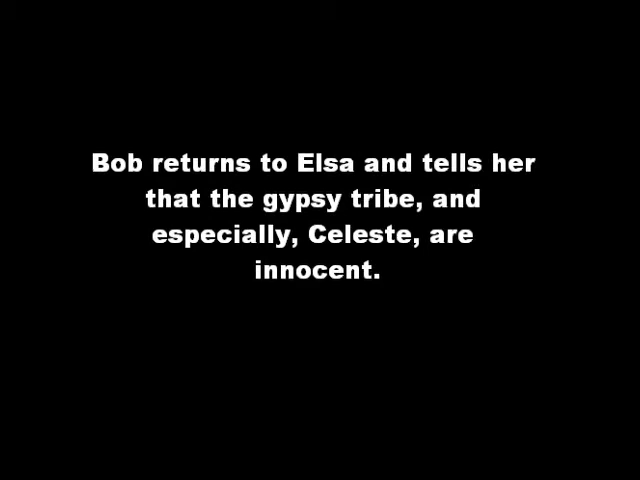 Bob returns to Elsa and tells her
that the gypsy tribe, and
especially, Celeste, are
innocent.